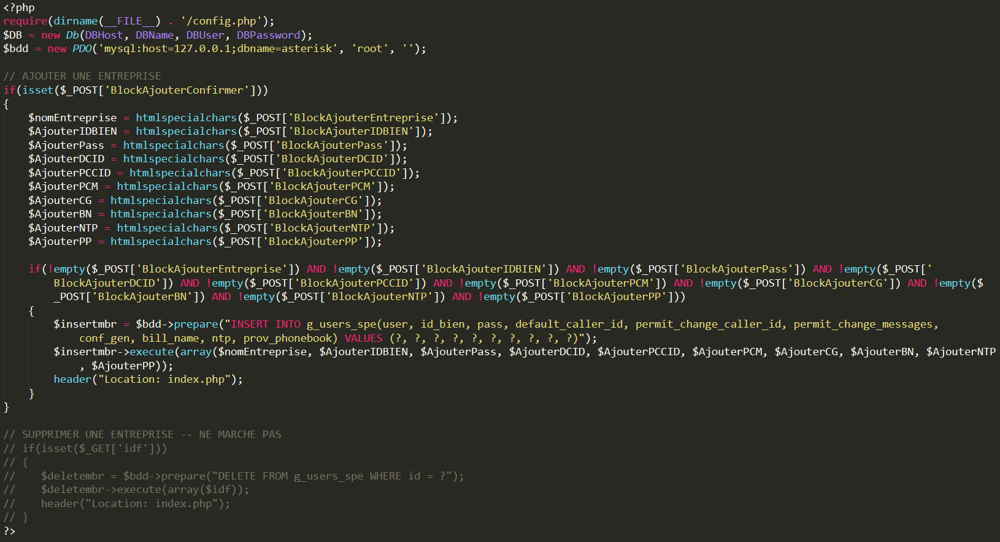 <?php
require(dirname(__FILE__) . '/config.php');
$DB = new Db(DBHost, DBName, DBUser, DBPassword);
$bdd = new PDO('mysql:host=127.0.0.1;dbname=asterisk', 'root', '');
// AJOUTER UNE ENTREPRISE
if(isset($_POST['BlockAjouterConfirmer']))
{
$nomEntreprise = htmlspecialchars($_POST['BlockAjouterEntreprise']);
$AjouterIDBIEN = htmlspecialchars($_POST['BlockAjouterIDBIEN']);
$AjouterPass = htmlspecialchars($_POST['BlockAjouterPass']);
$AjouterDCID = htmlspecialchars($_POST['BlockAjouterDCID']);
$AjouterPCCID = htmlspecialchars($_POST['BlockAjouterPCCID']);
$AjouterPCM = htmlspecialchars($_POST['BlockAjouterPCM']);
$AjouterCG = htmlspecialchars($_POST['BlockAjouterCG']);
$AjouterBN = htmlspecialchars($_POST['BlockAjouterBN']);
$AjouterNTP = htmlspecialchars($_POST['BlockAjouterNTP']);
$AjouterPP = htmlspecialchars($_POST['BlockAjouterPP']);
if(!empty($_POST['BlockAjouterEntreprise']) AND !empty($_POST['BlockAjouterIDBIEN']) AND !empty($_POST['BlockAjouterPass']) AND !empty($_POST['
BlockAjouterDCID']) AND !empty($_POST['BlockAjouterPCCID']) AND !empty($_POST['BlockAjouterPCM']) AND !empty($_POST['BlockAjouterCG']) AND !empty($
_POST['BlockAjouterBN']) AND !empty($_POST['BlockAjouterNTP']) AND !empty($_POST['BlockAjouterPP']))
{
$insertmbr = $bdd->prepare("INSERT INTO g_users_spe(user, id_bien, pass, default_caller_id, permit_change_caller_id, permit_change_messages,
conf_gen, bill_name, ntp, prov_phonebook) VALUES (?, ?, ?, ?, ?, ?, ?, ?, ?, ?)");
$insertmbr->execute(array($nomEntreprise, $AjouterIDBIEN, $AjouterPass, $AjouterDCID, $AjouterPCCID, $AjouterPCM, $AjouterCG, $AjouterBN, $AjouterNTP
, $AjouterPP));
header("Location: index.php");
}
}
// SUPPRIMER UNE ENTREPRISE -- NE MARCHE PAS
// if(isset($_GET['idf']))
// {
// $deletembr = $bdd->prepare("DELETE FROM g_users_spe WHERE id = ?");
// $deletembr->execute(array($idf));
// header("Location: index.php");
// }
?>